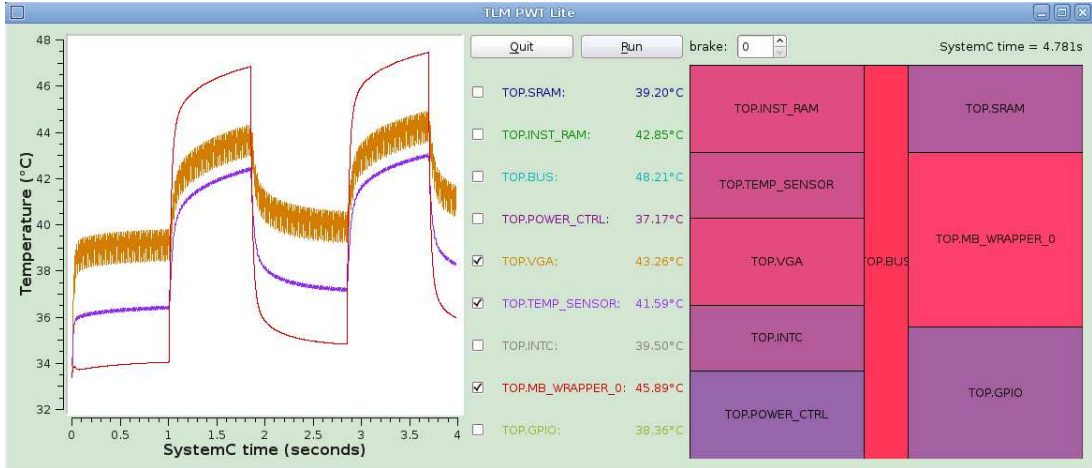 TLM PWT Lite
Quit
Run
brake:
0
SystemC time = 4.781s
48
46
44
42
40
38
36
34
32
Temperature (°C)
0
0.5
1
1.5
2
2.5
3
3.5
4
SystemC time (seconds)
TOP.SRAM: 39.20°C
TOP.INST_RAM: 42.85°C
TOP.BUS: 48.21°C
TOP.POWER_CTRL: 37.17°C
TOP.VGA: 43.26°C
TOP.TEMP_SENSOR: 41.59°C
TOP.INTC: 39.50°C
TOP.MB_WRAPPER_0: 45.89°C
TOP.GPIO: 38.36°C
TOP.INST_RAM
TOP.TEMP_SENSOR
TOP.VGA
TOP.INTC
TOP.POWER_CTRL
TOP.BUS
TOP.SRAM
TOP.MB_WRAPPER_0
TOP.GPIO